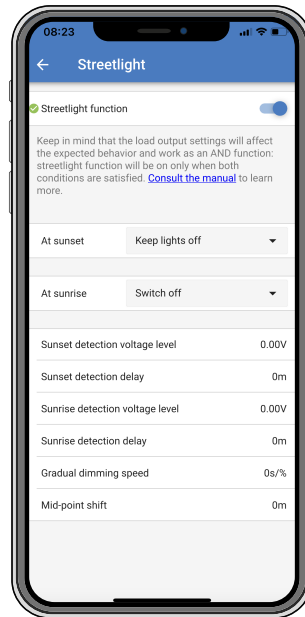 08:23
Streetlight
Streetlight function
Keep in mind that the load output settings will affect
the expected behavior and work as an AND function:
streetlight function will be on only when both
conditions are satisfied. Consult the manual to learn
more.
At sunset Keep lights off
At sunrise Switch off
Sunset detection voltage level 0.00V
Sunset detection delay 0m
Sunrise detection voltage level 0.00V
Sunrise detection delay 0m
Gradual dimming speed 0s/%
Mid-point shift 0m